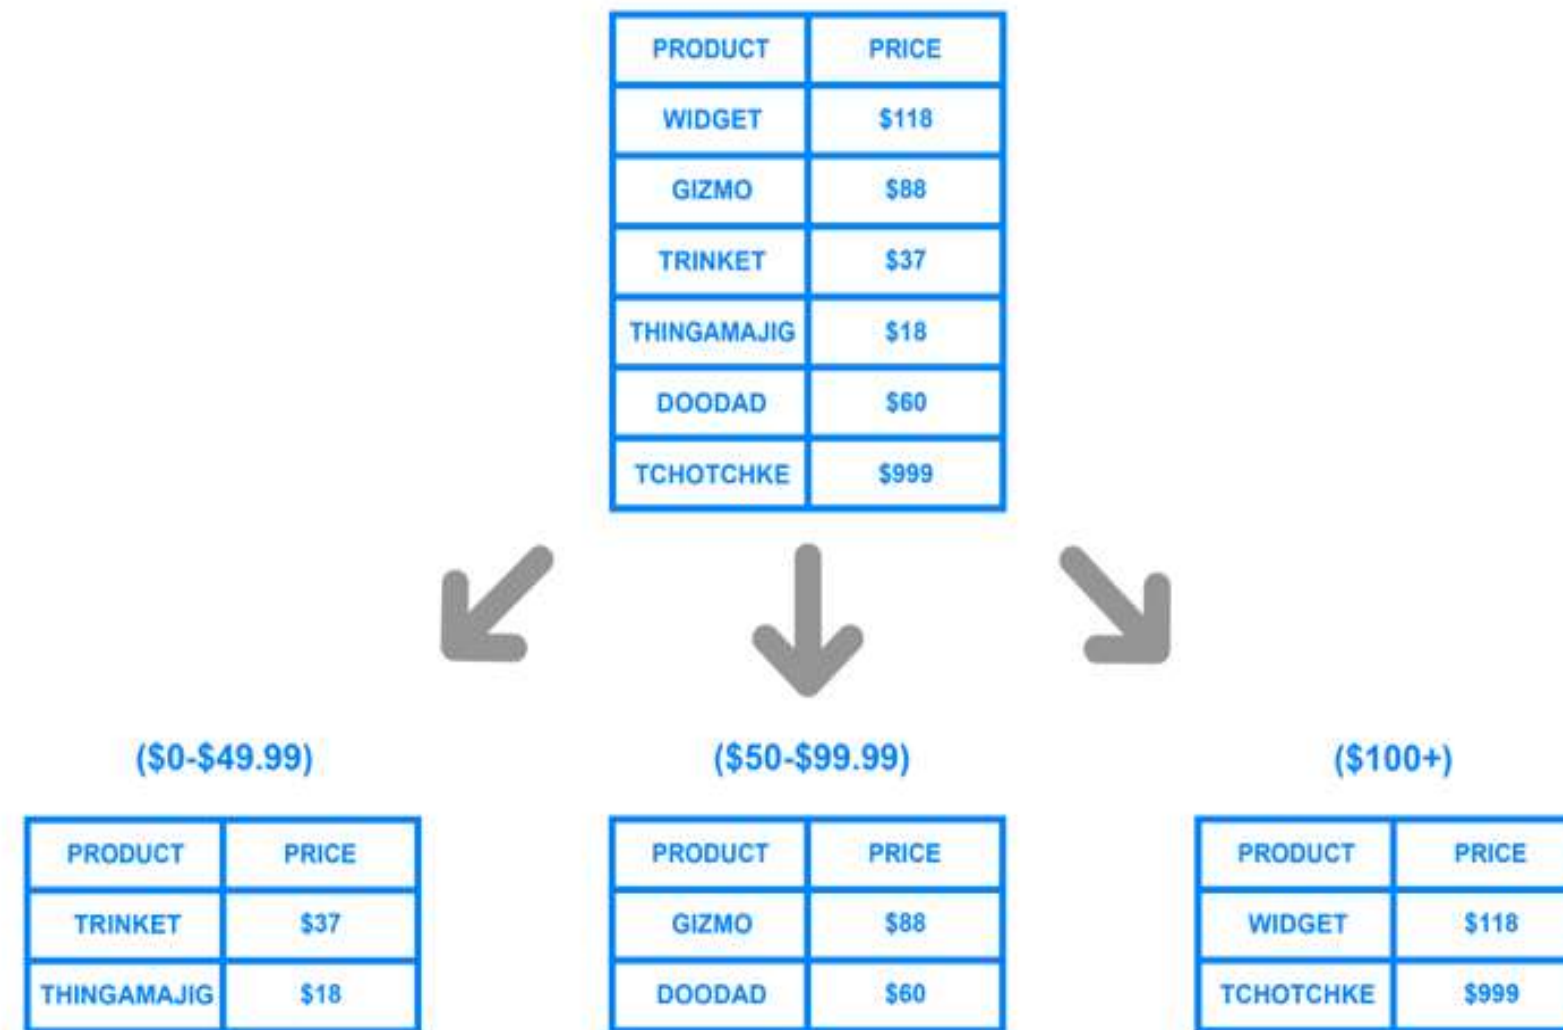 PRODUCT PRICE
WIDGET $118
GIZMO $88
TRINKET $37
THINGAMAJIG $18
DOODAD $60
TCHOTCHKE $999
($0-$49.99)
($50-$99.99)
($100+)
PRODUCT PRICE
TRINKET $37
THINGAMAJIG $18
PRODUCT PRICE
GIZMO $88
DOODAD $60
PRODUCT PRICE
WIDGET $118
TCHOTCHKE $999